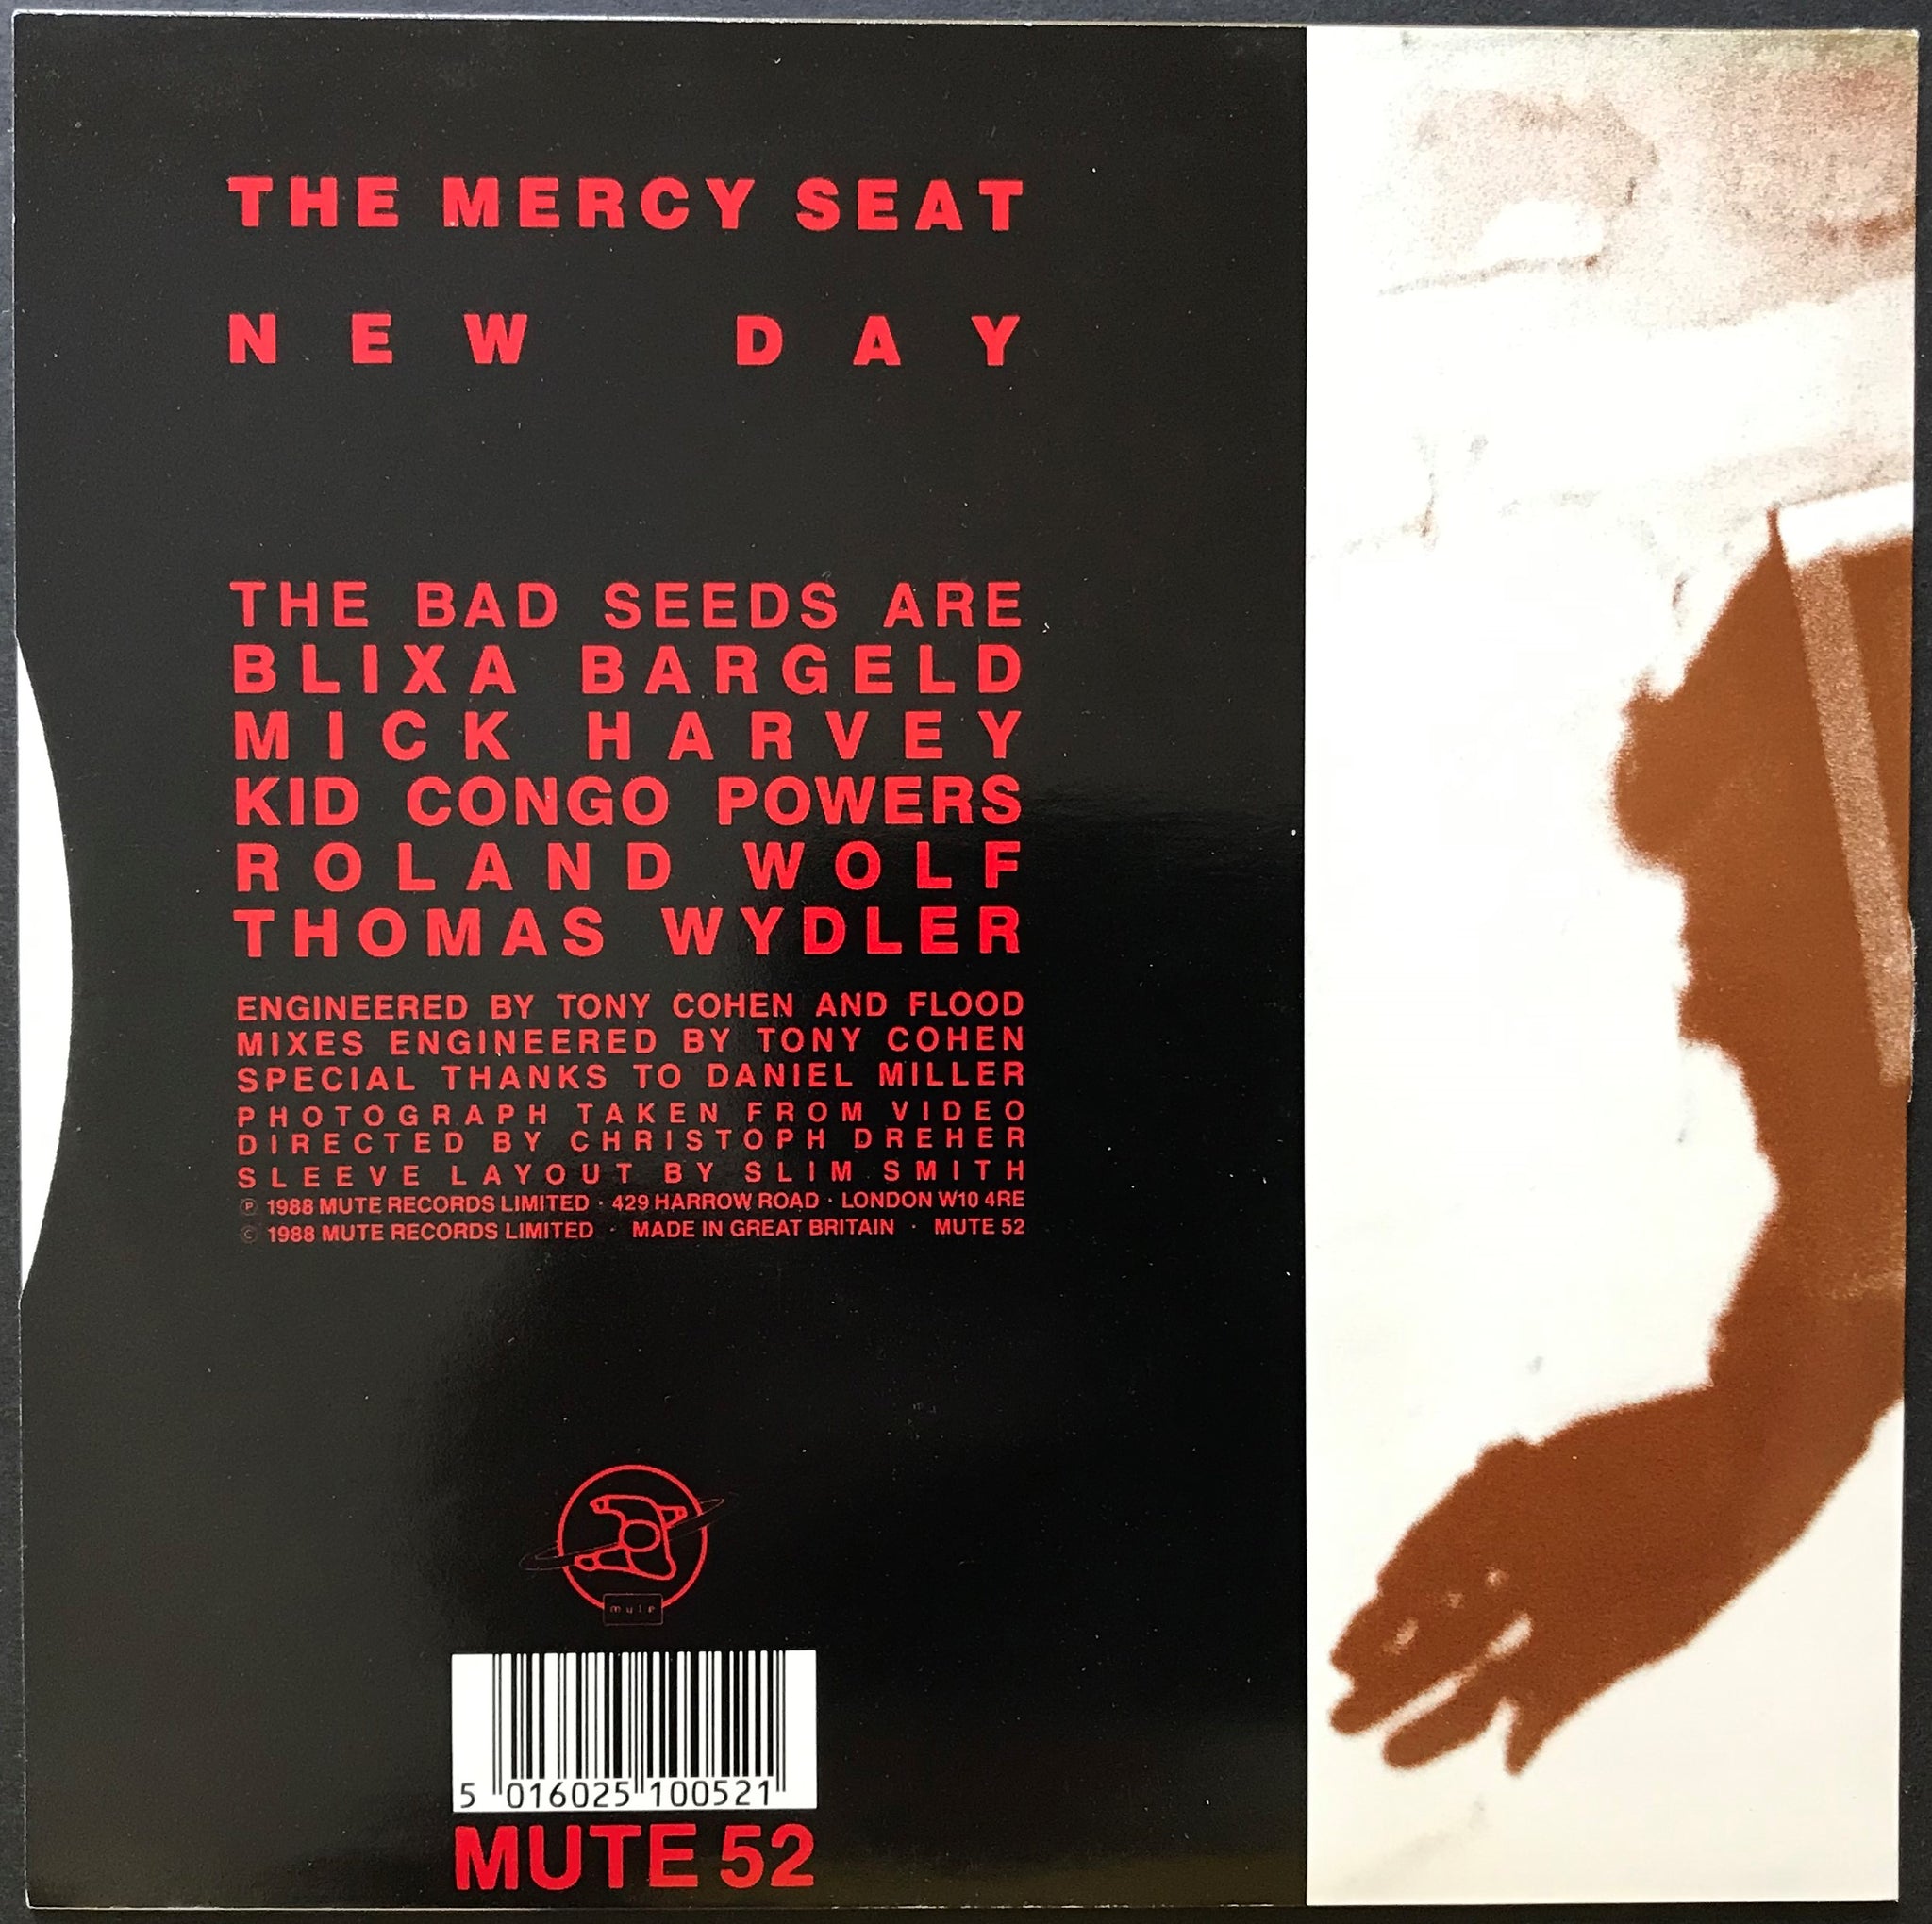 THE MERCY SEAT
NEW DAY
THE BAD SEEDS ARE
BLIXA BARGELD
MICK HARVEY
KID CONGO POWERS
ROLAND WOLF
THOMAS WYDLER
ENGINEERED BY TONY COHEN AND FLOOD
MIXES ENGINEERED BY TONY COHEN
SPECIAL THANKS TO DANIEL MILLER
PHOTOGRAPH TAKEN FROM VIDEO
DIRECTED BY CHRISTOPH DREHER
SLEEVE LAYOUT BY SLIM SMITH
℗ 1988 MUTE RECORDS LIMITED · 429 HARROW ROAD · LONDON W10 4RE
© 1988 MUTE RECORDS LIMITED · MADE IN GREAT BRITAIN · MUTE 52
mute
5 016025 100521
MUTE 52